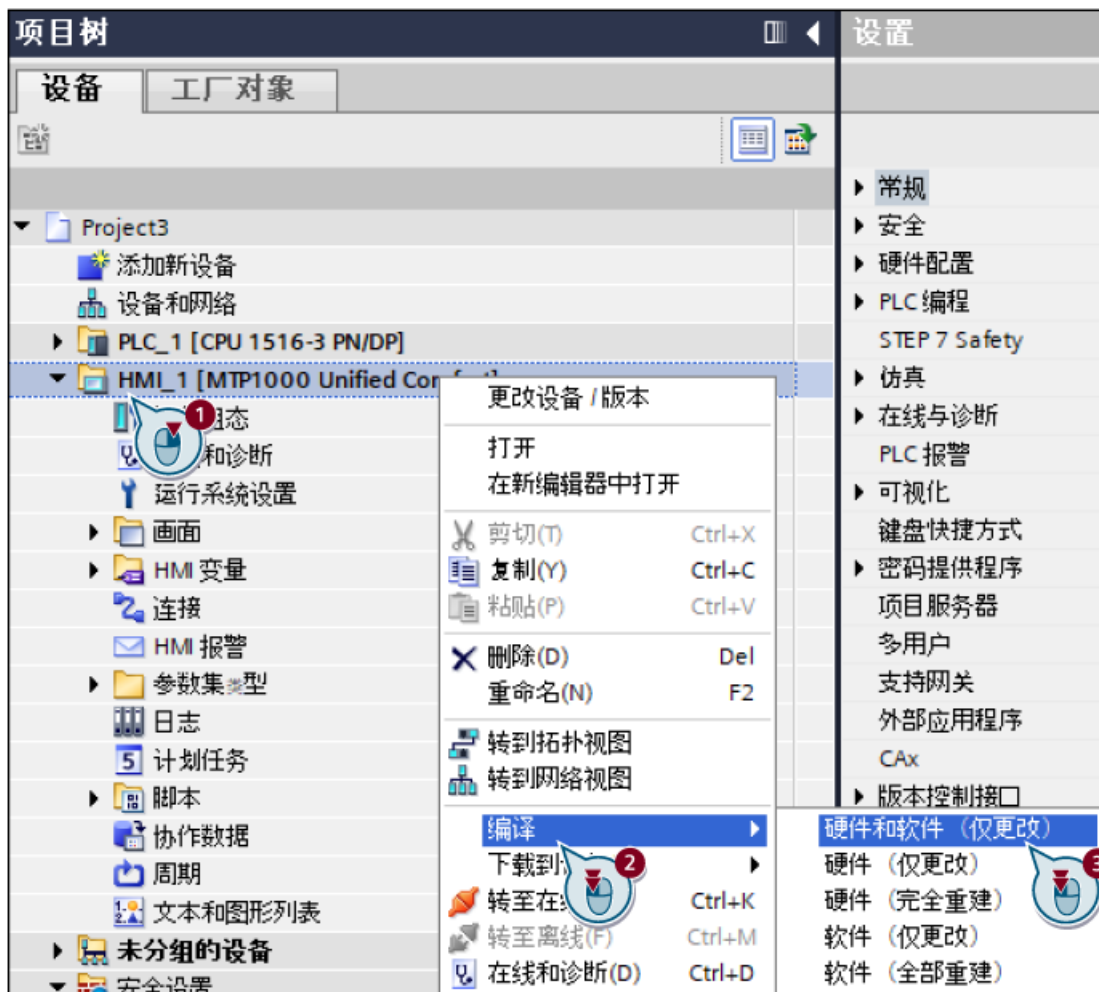 项目树
设备
工厂对象
Project3
添加新设备
设备和网络
PLC_1 [CPU 1516-3 PN/DP]
HMI_1 [MTP1000 Unified
1
组态
和诊断
运行系统设置
画面
HMI 变量
连接
HMI 报警
参数集类型
日志
计划任务
脚本
协作数据
周期
文本和图形列表
未分组的设备
安全设置
更改设备 / 版本
打开
在新编辑器中打开
剪切(T) Ctrl+X
复制(Y) Ctrl+C
粘贴(P) Ctrl+V
删除(D) Del
重命名(N) F2
转到拓扑视图
转到网络视图
编译
下载到
2
转至在 Ctrl+K
转至离线(F) Ctrl+M
在线和诊断(D) Ctrl+D
设置
常规
安全
硬件配置
PLC 编程
STEP 7 Safety
仿真
在线与诊断
PLC 报警
可视化
键盘快捷方式
密码提供程序
项目服务器
多用户
支持网关
外部应用程序
CAx
版本控制接口
硬件和软件（仅更改）
硬件（仅更改）
3
硬件（完全重建）
软件（仅更改）
软件（全部重建）